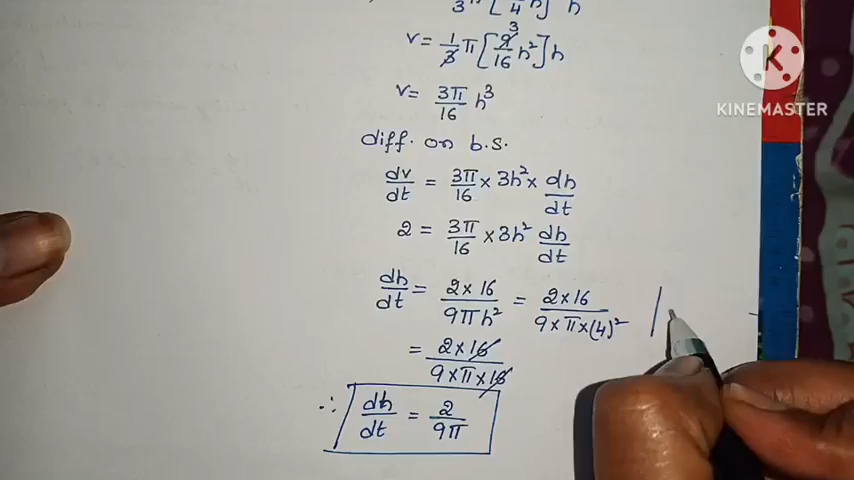 V = 1/3 π [9/16 h²] h
3
V = 3π/16 h³
diff. on b.s.
dv/dt = 3π/16 × 3h² × dh/dt
2 = 3π/16 × 3h² dh/dt
dh/dt = 2×16/9πh² = 2×16/9×π×(4)²
= 2×16/9×π×16
∴ dh/dt = 2/9π
K
KINEMASTER